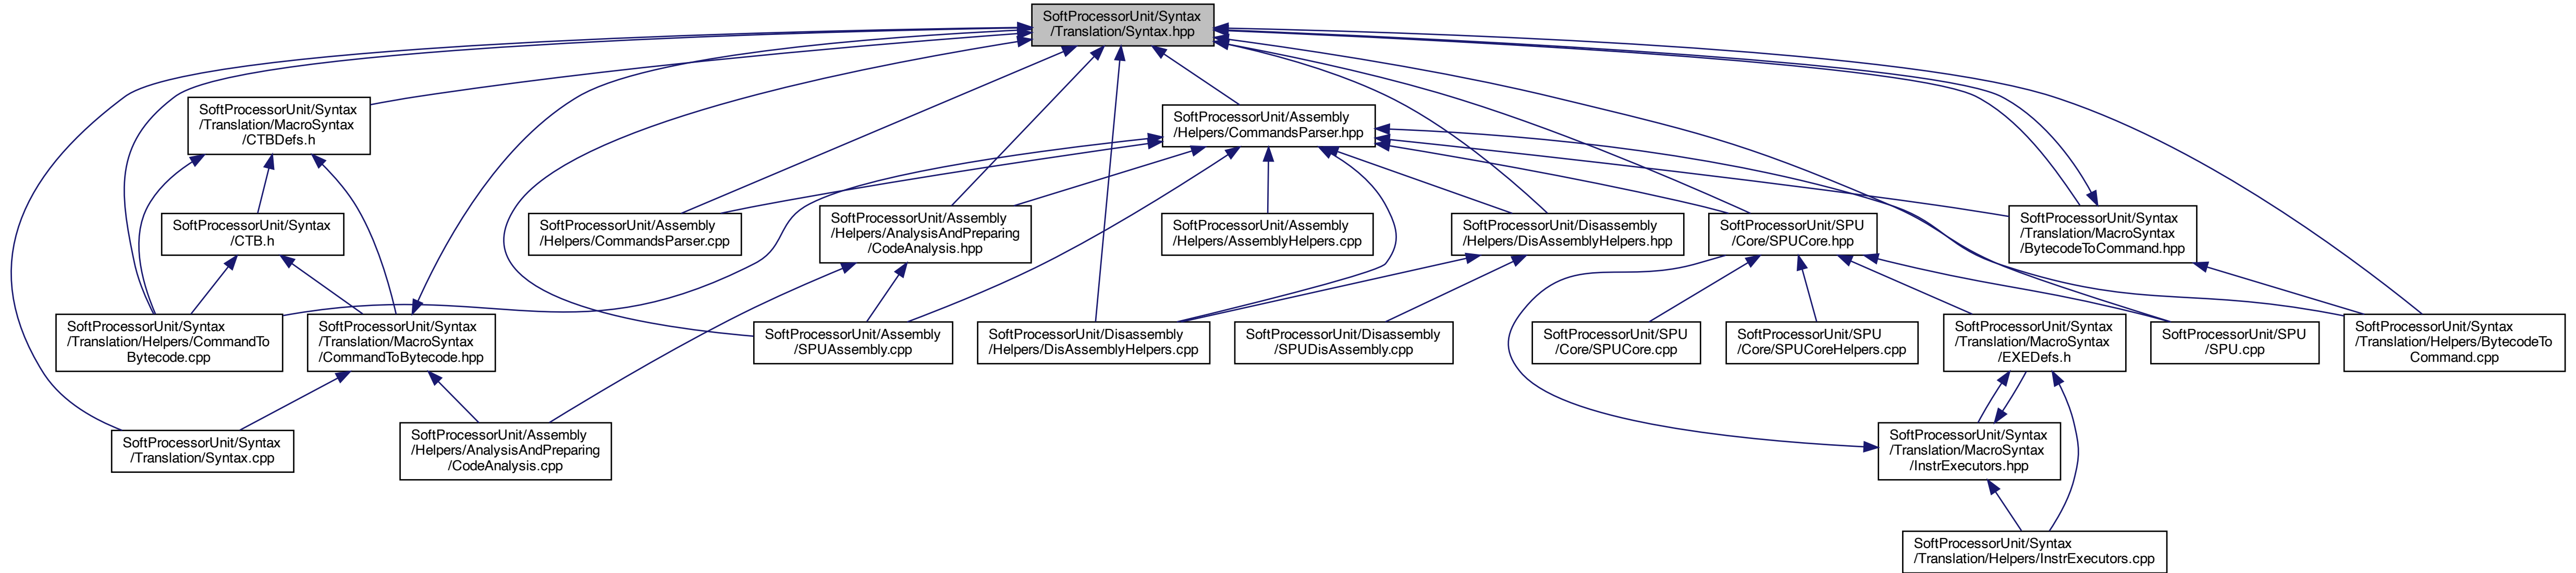 SoftProcessorUnit/Syntax
/Translation/Syntax.hpp
SoftProcessorUnit/Syntax
/Translation/MacroSyntax
/CTBDefs.h
SoftProcessorUnit/Assembly
/Helpers/CommandsParser.hpp
SoftProcessorUnit/Syntax
/CTB.h
SoftProcessorUnit/Assembly
/Helpers/CommandsParser.cpp
SoftProcessorUnit/Assembly
/Helpers/AnalysisAndPreparing
/CodeAnalysis.hpp
SoftProcessorUnit/Assembly
/Helpers/AssemblyHelpers.cpp
SoftProcessorUnit/Disassembly
/Helpers/DisAssemblyHelpers.hpp
SoftProcessorUnit/SPU
/Core/SPUCore.hpp
SoftProcessorUnit/Syntax
/Translation/MacroSyntax
/BytecodeToCommand.hpp
SoftProcessorUnit/Syntax
/Translation/Helpers/CommandTo
Bytecode.cpp
SoftProcessorUnit/Syntax
/Translation/MacroSyntax
/CommandToBytecode.hpp
SoftProcessorUnit/Assembly
/SPUAssembly.cpp
SoftProcessorUnit/Disassembly
/Helpers/DisAssemblyHelpers.cpp
SoftProcessorUnit/Disassembly
/SPUDisAssembly.cpp
SoftProcessorUnit/SPU
/Core/SPUCore.cpp
SoftProcessorUnit/SPU
/Core/SPUCoreHelpers.cpp
SoftProcessorUnit/Syntax
/Translation/MacroSyntax
/EXEDefs.h
SoftProcessorUnit/SPU
/SPU.cpp
SoftProcessorUnit/Syntax
/Translation/Helpers/BytecodeTo
Command.cpp
SoftProcessorUnit/Syntax
/Translation/Syntax.cpp
SoftProcessorUnit/Assembly
/Helpers/AnalysisAndPreparing
/CodeAnalysis.cpp
SoftProcessorUnit/Syntax
/Translation/MacroSyntax
/InstrExecutors.hpp
SoftProcessorUnit/Syntax
/Translation/Helpers/InstrExecutors.cpp